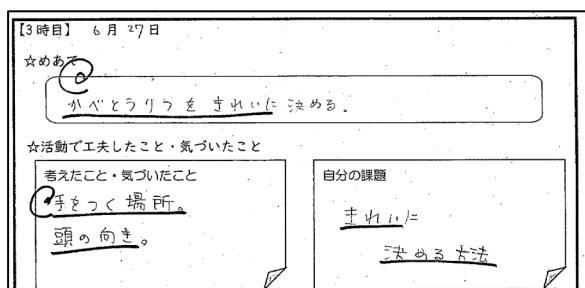 【3時目】 6月27日
☆めあて
かべとうりつをきれいに決める.
☆活動で工夫したこと・気づいたこと
考えたこと・気づいたこと
手をつく場所。
頭の向き。
自分の課題
きれいに
決める方法